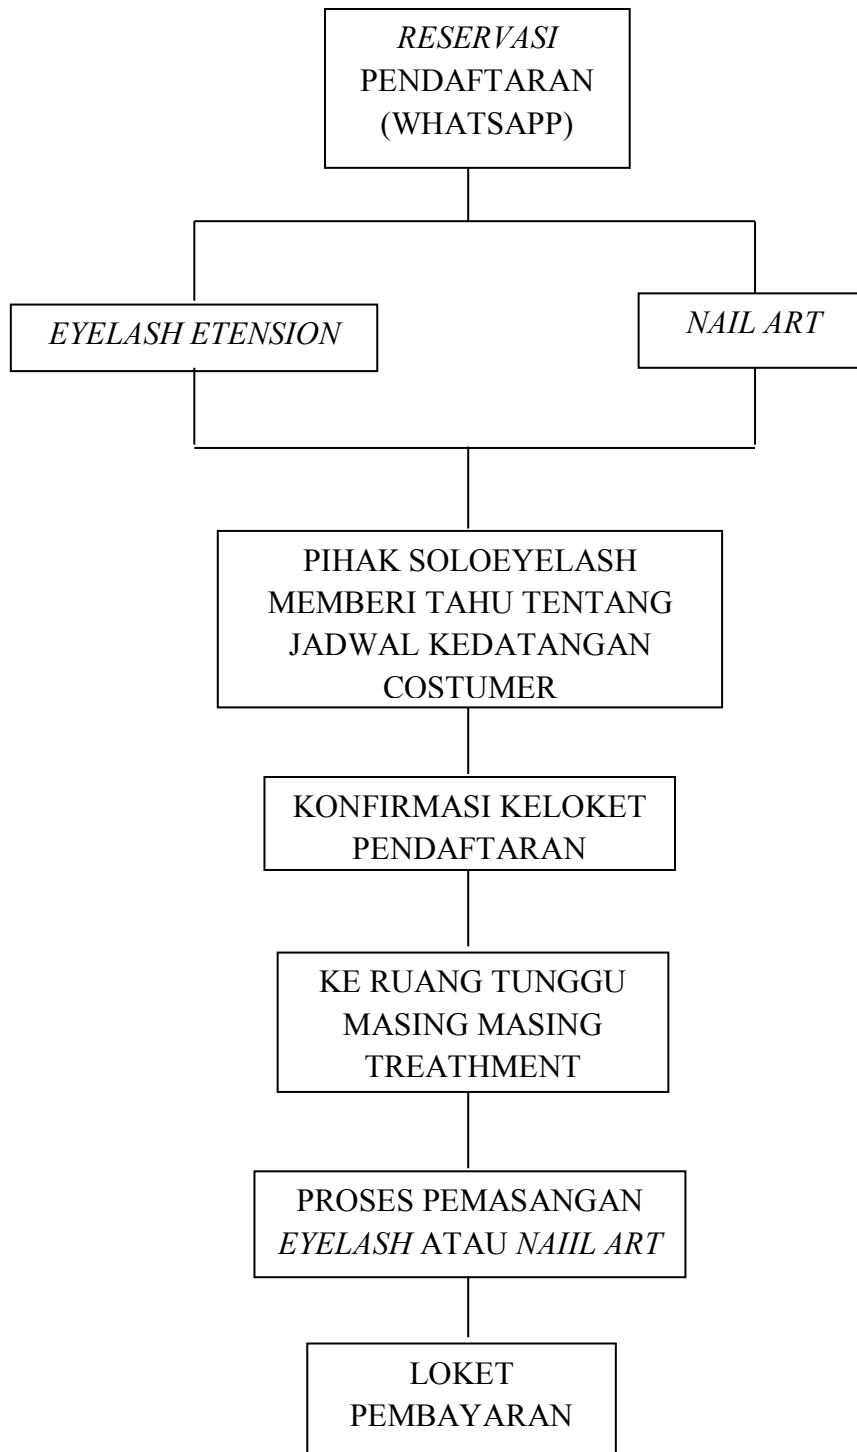 RESERVASI
PENDAFTARAN
(WHATSAPP)
EYELASH ETENSION
NAIL ART
PIHAK SOLOEYELASH
MEMBERI TAHU TENTANG
JADWAL KEDATANGAN
COSTUMER
KONFIRMASI KELOKET
PENDAFTARAN
KE RUANG TUNGGU
MASING MASING
TREATHMENT
PROSES PEMASANGAN
EYELASH ATAU NAIIL ART
LOKET
PEMBAYARAN